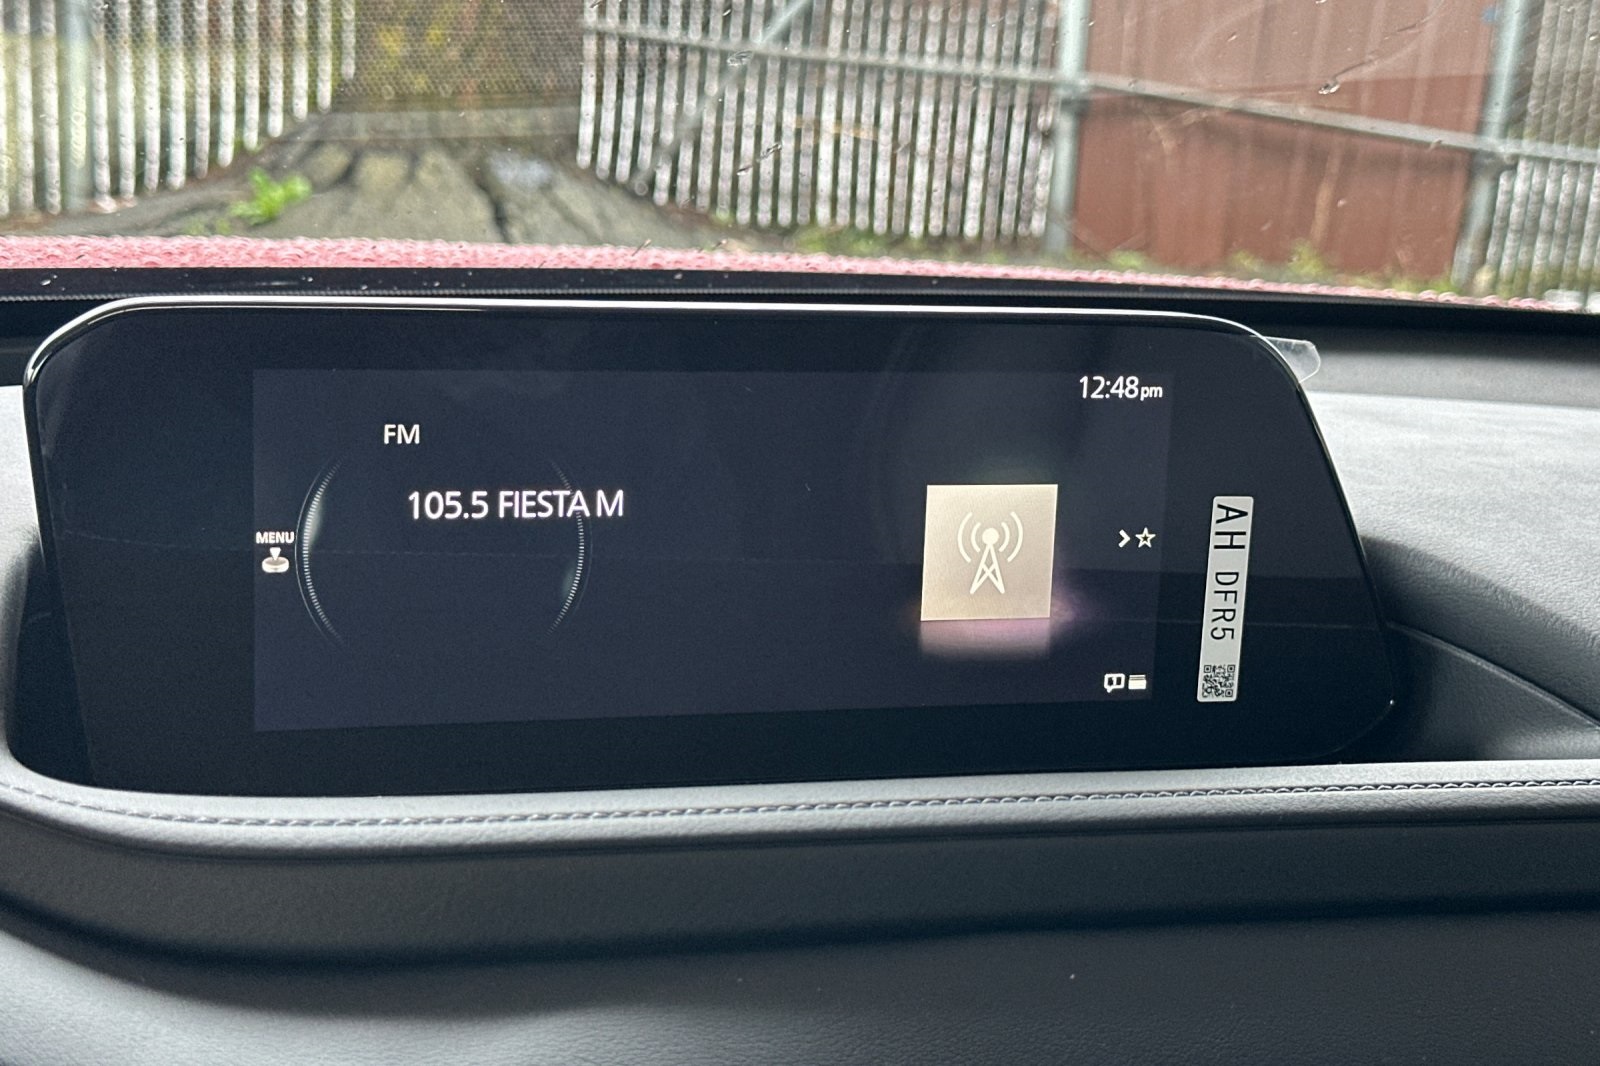 12:48pm
FM
105.5 FIESTA M
MENU
AH DFR5